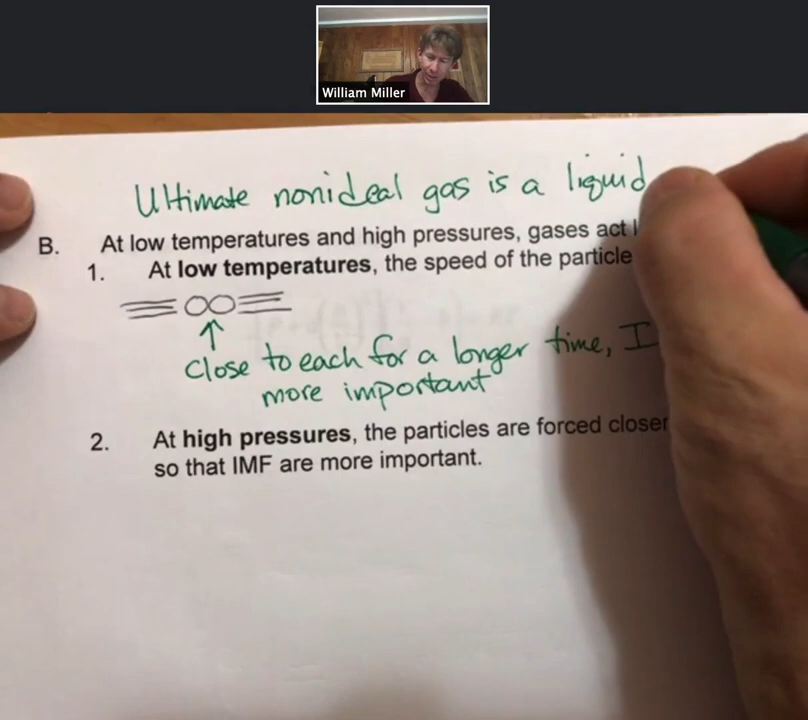 William Miller
Ultimate nonideal gas is a liquid
B. At low temperatures and high pressures, gases act
1. At low temperatures, the speed of the particle
close to each for a longer time, I
more important
2. At high pressures, the particles are forced closer
so that IMF are more important.